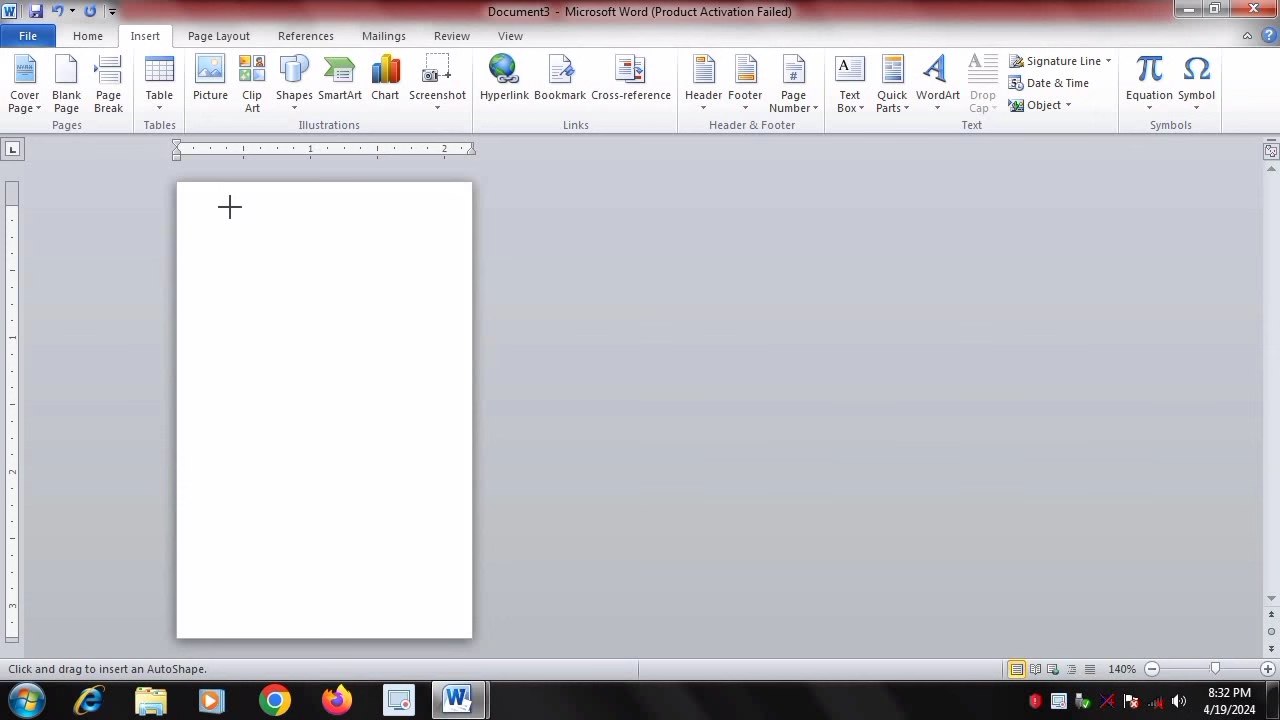 Document3 - Microsoft Word (Product Activation Failed)
File Home Insert Page Layout References Mailings Review View
Cover Page Blank Page Page Break
Pages
Table
Tables
Picture Clip Art Shapes SmartArt Chart Screenshot
Illustrations
Hyperlink Bookmark Cross-reference
Links
Header Footer Page Number
Header & Footer
Text Box Quick Parts WordArt Drop Cap
Signature Line
Date & Time
Object
Text
Equation Symbol
Symbols
1 2
1
2
3
Click and drag to insert an AutoShape.
140%
8:32 PM
4/19/2024